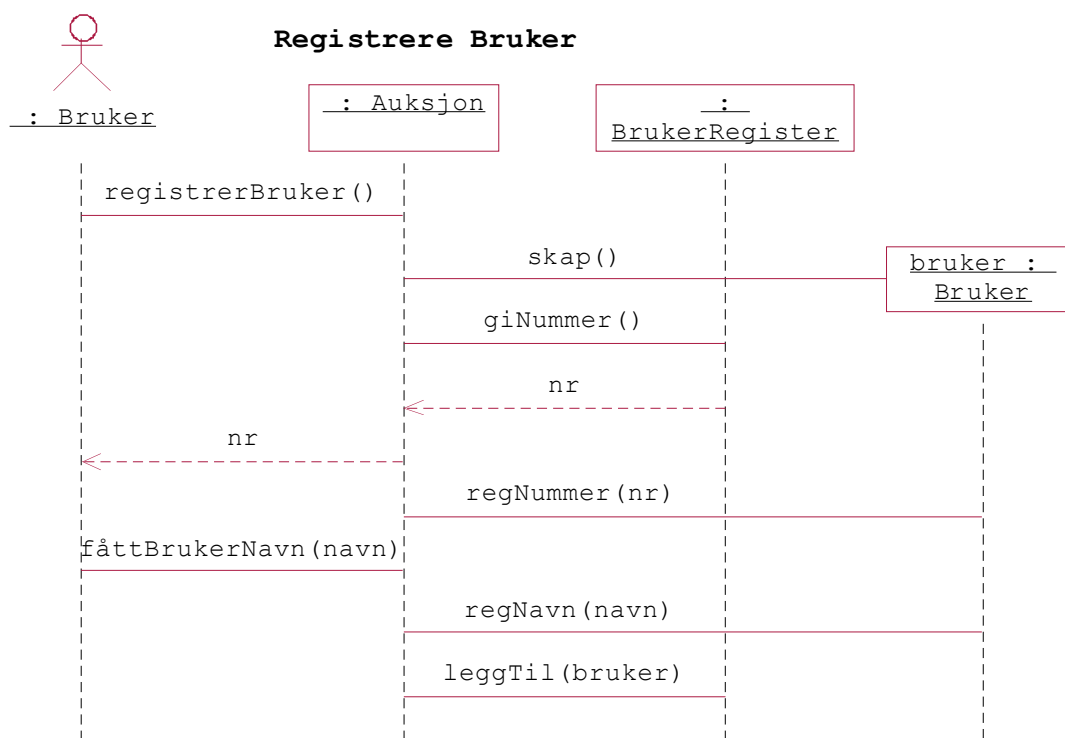 Registrere Bruker
: Bruker
: Auksjon
:
BrukerRegister
registrerBruker()
skap()
bruker :
Bruker
giNummer()
nr
nr
regNummer(nr)
fåttBrukerNavn(navn)
regNavn(navn)
leggTil(bruker)